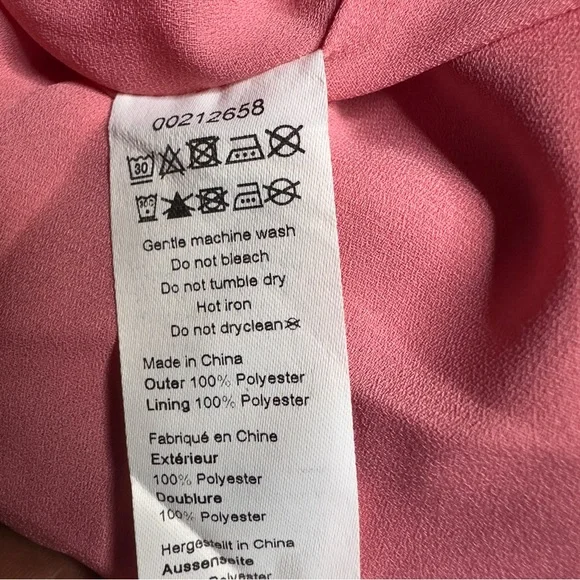 00212658
30
30C
Gentle machine wash
Do not bleach
Do not tumble dry
Hot iron
Do not dryclean
Made in China
Outer 100% Polyester
Lining 100% Polyester
Fabriqué en Chine
Extérieur
100% Polyester
Doublure
100% Polyester
Hergestellt in China
Aussenseite
Polyester